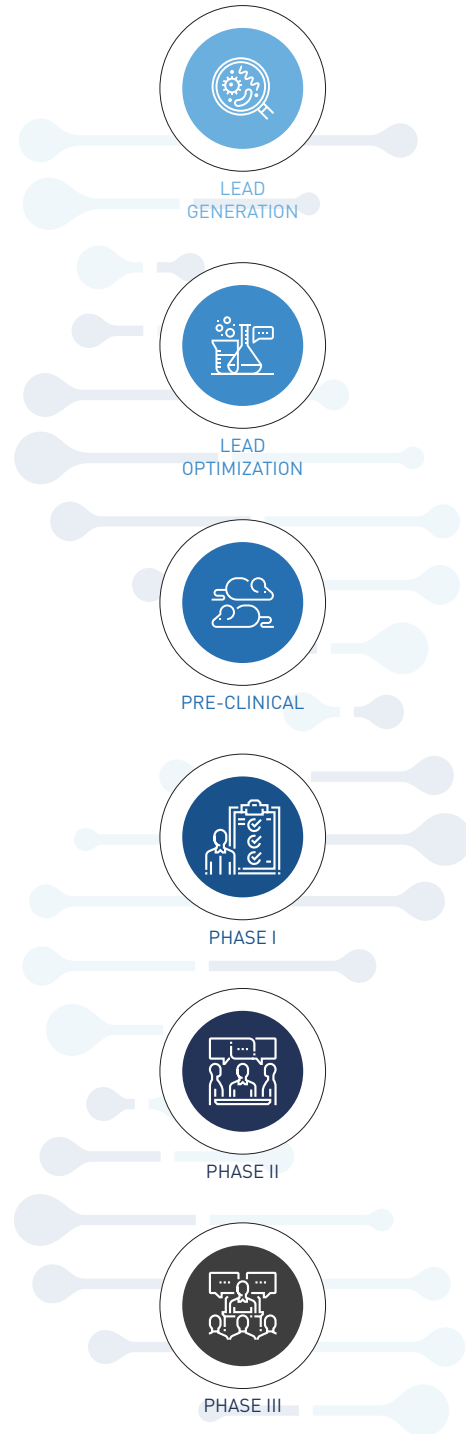 LEAD
GENERATION
LEAD
OPTIMIZATION
PRE-CLINICAL
PHASE I
PHASE II
PHASE III